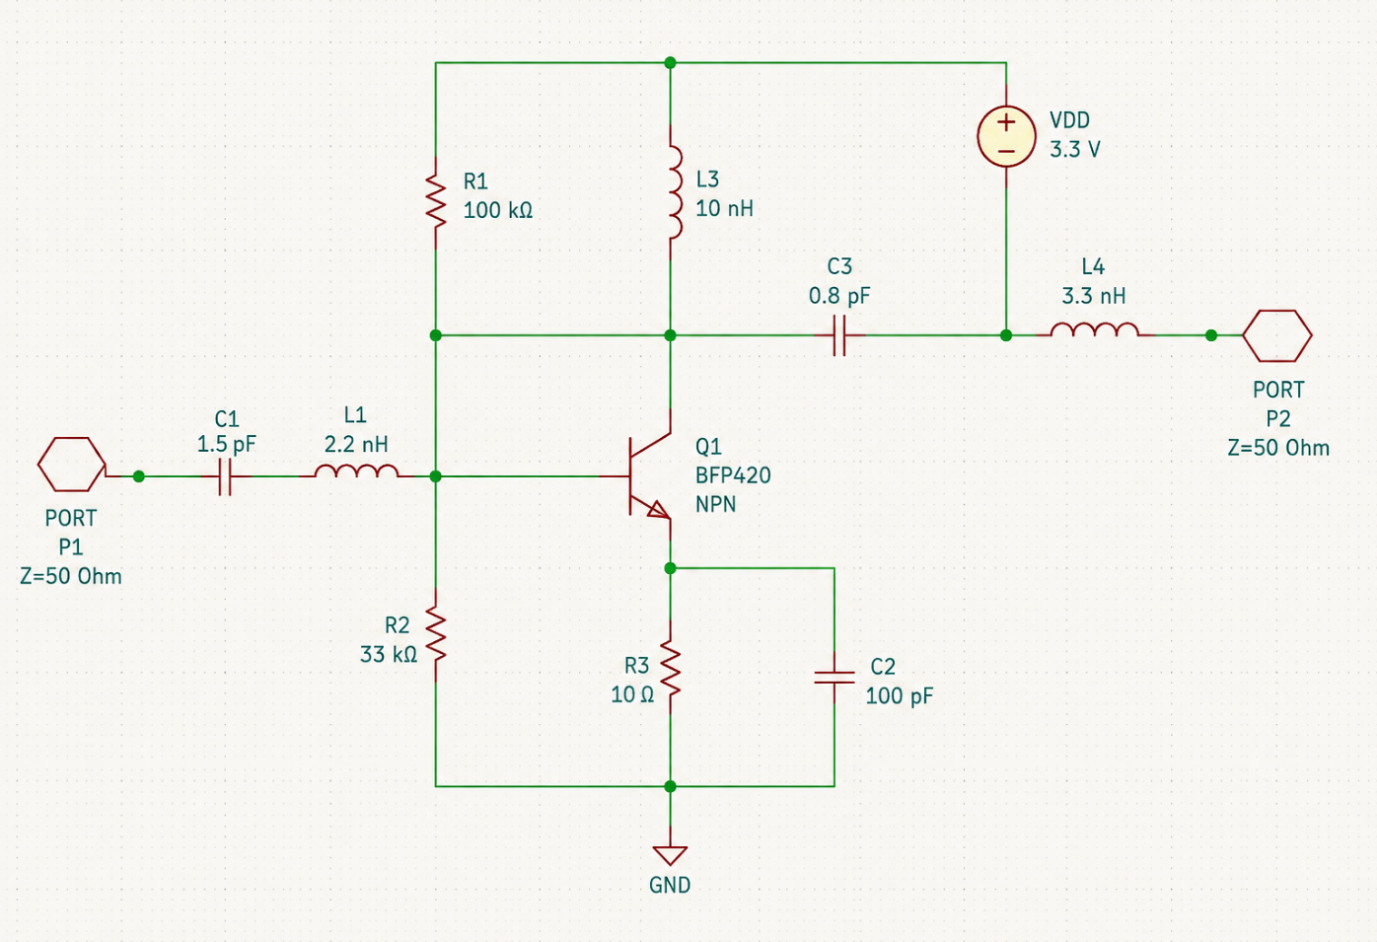 VDD
3.3 V
R1
100 kΩ
L3
10 nH
C3
0.8 pF
L4
3.3 nH
PORT
P2
Z=50 Ohm
C1
1.5 pF
L1
2.2 nH
Q1
BFP420
NPN
PORT
P1
Z=50 Ohm
R2
33 kΩ
R3
10 Ω
C2
100 pF
GND